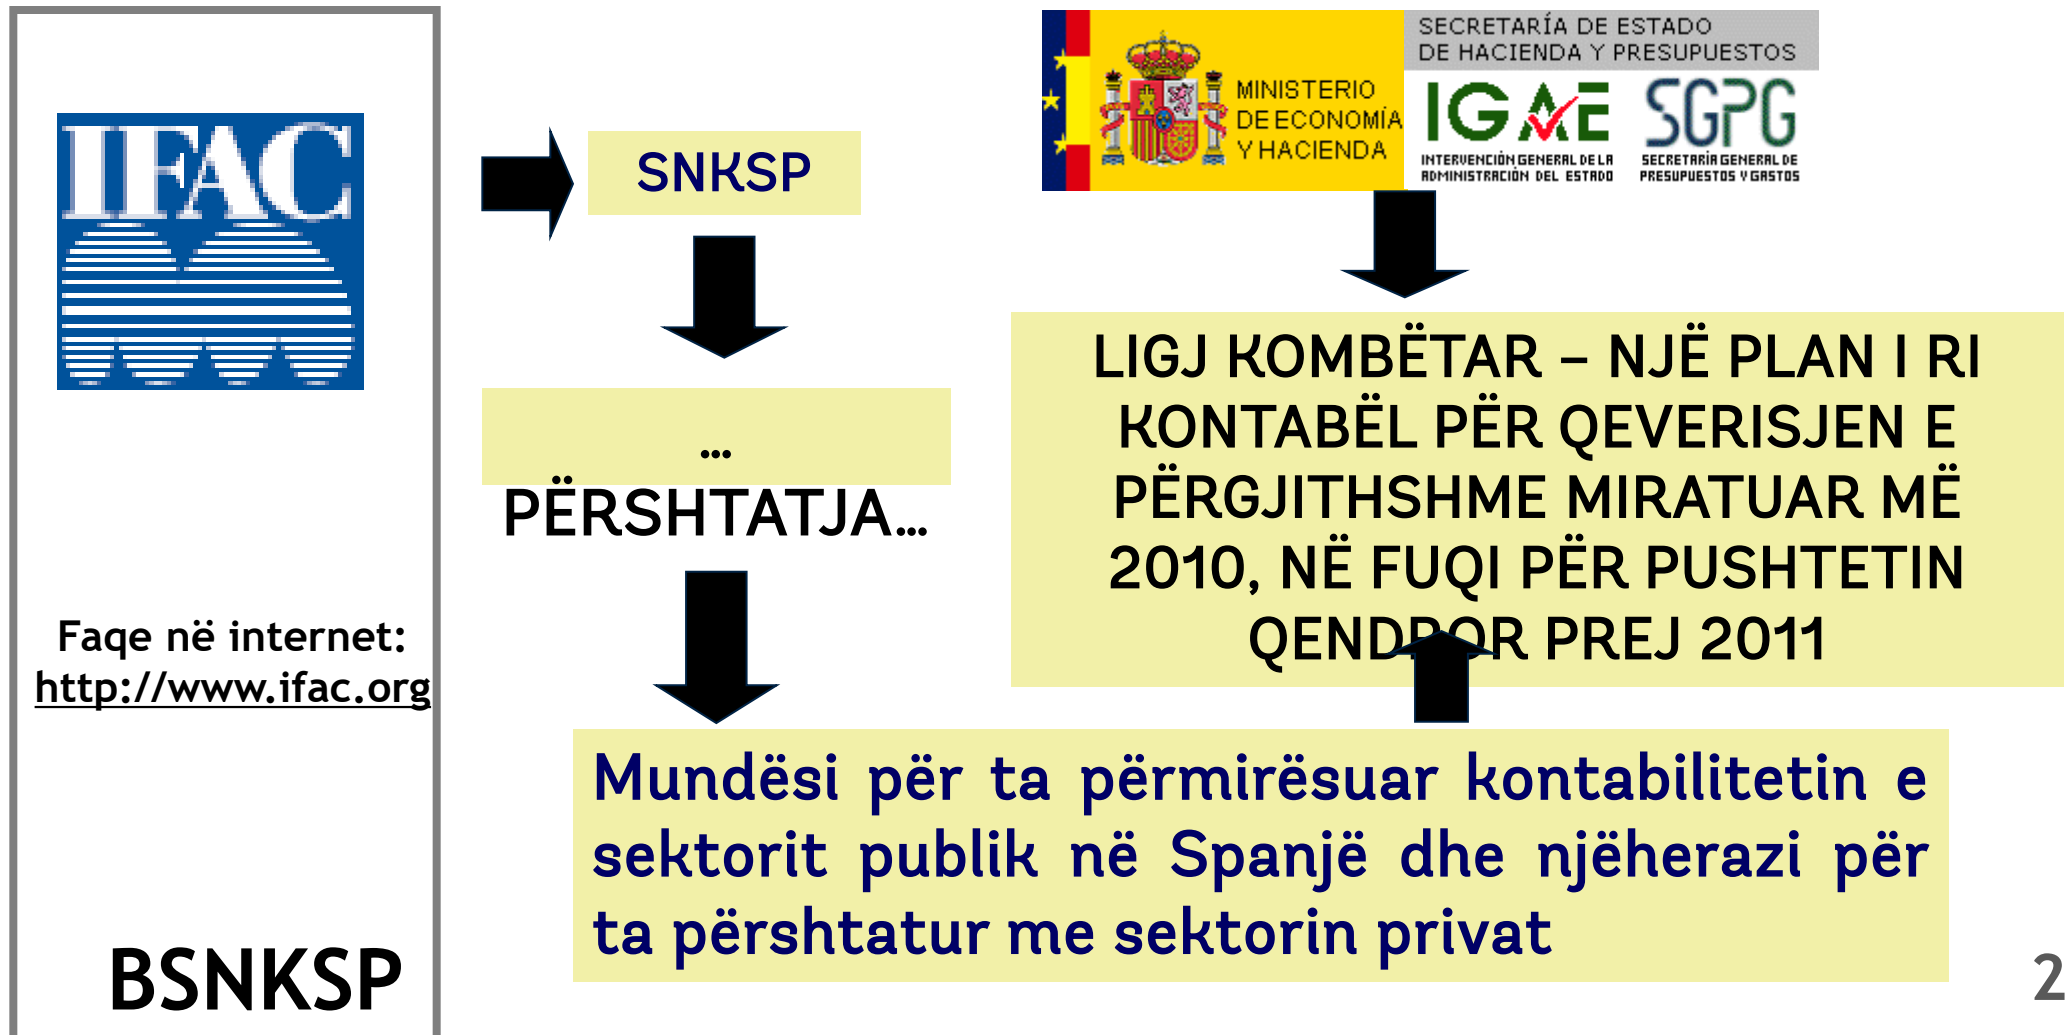 IFAC
Faqe në internet:
http://www.ifac.org
BSNKSP
SNKSP
…
PËRSHTATJA…
MINISTERIO
DE ECONOMÍA
Y HACIENDA
SECRETARÍA DE ESTADO
DE HACIENDA Y PRESUPUESTOS
IGAE
INTERVENCIÓN GENERAL DE LA
ADMINISTRACIÓN DEL ESTADO
SGPG
SECRETARÍA GENERAL DE
PRESUPUESTOS Y GASTOS
LIGJ KOMBËTAR – NJË PLAN I RI
KONTABËL PËR QEVERISJEN E
PËRGJITHSHME MIRATUAR MË
2010, NË FUQI PËR PUSHTETIN
QENDROR PREJ 2011
Mundësi për ta përmirësuar kontabilitetin e
sektorit publik në Spanjë dhe njëherazi për
ta përshtatur me sektorin privat
2